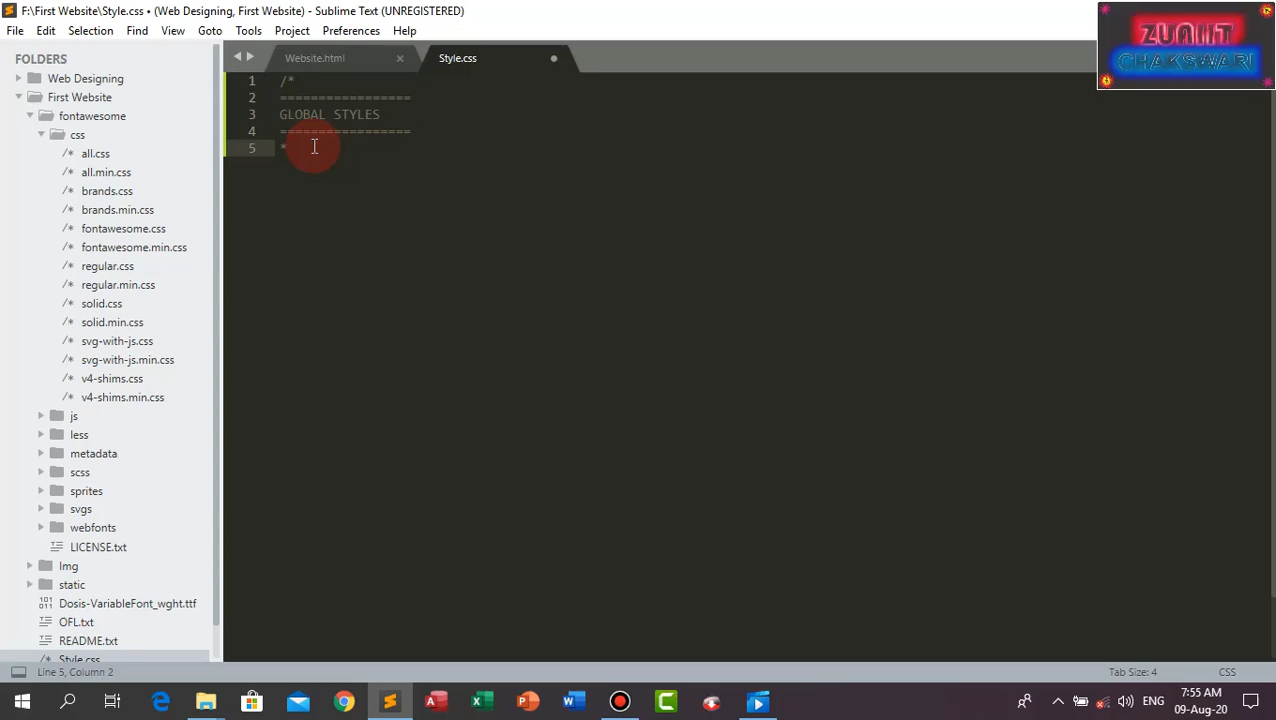 F:\First Website\Style.css • (Web Designing, First Website) - Sublime Text (UNREGISTERED)
File Edit Selection Find View Goto Tools Project Preferences Help
ZUAIIT
CHAKSWARI
FOLDERS
Web Designing
First Website
fontawesome
css
/* all.css
/* all.min.css
/* brands.css
/* brands.min.css
/* fontawesome.css
/* fontawesome.min.css
/* regular.css
/* regular.min.css
/* solid.css
/* solid.min.css
/* svg-with-js.css
/* svg-with-js.min.css
/* v4-shims.css
/* v4-shims.min.css
js
less
metadata
scss
sprites
svgs
webfonts
LICENSE.txt
Img
static
Dosis-VariableFont_wght.ttf
OFL.txt
README.txt
Style.css
Website.html
Style.css
1 /*
2 =================
3 GLOBAL STYLES
4 =================
5 *
Line 5, Column 2
Tab Size: 4
CSS
ENG
7:55 AM
09-Aug-20